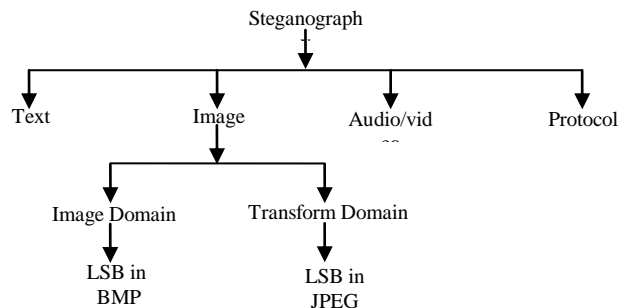 Steganograph
Text
Image
Audio/vid
Protocol
Image Domain
Transform Domain
LSB in
BMP
LSB in
JPEG